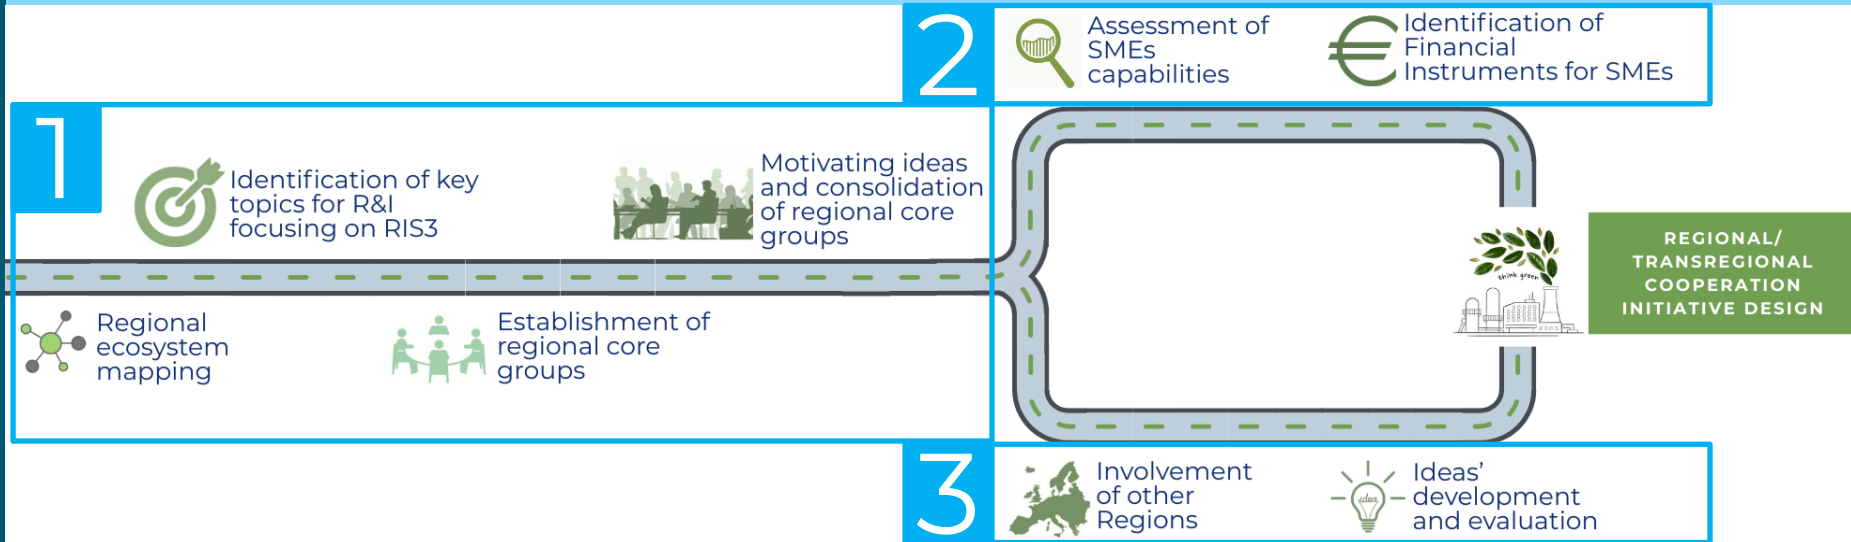 1
Identification of key
topics for R&I
focusing on RIS3
Motivating ideas
and consolidation
of regional core
groups
Regional
ecosystem
mapping
Establishment of
regional core
groups
2
Assessment of
SMEs
capabilities
Identification of
Financial
Instruments for SMEs
think green
REGIONAL/
TRANSREGIONAL
COOPERATION
INITIATIVE DESIGN
3
Involvement
of other
Regions
idea
Ideas’
development
and evaluation